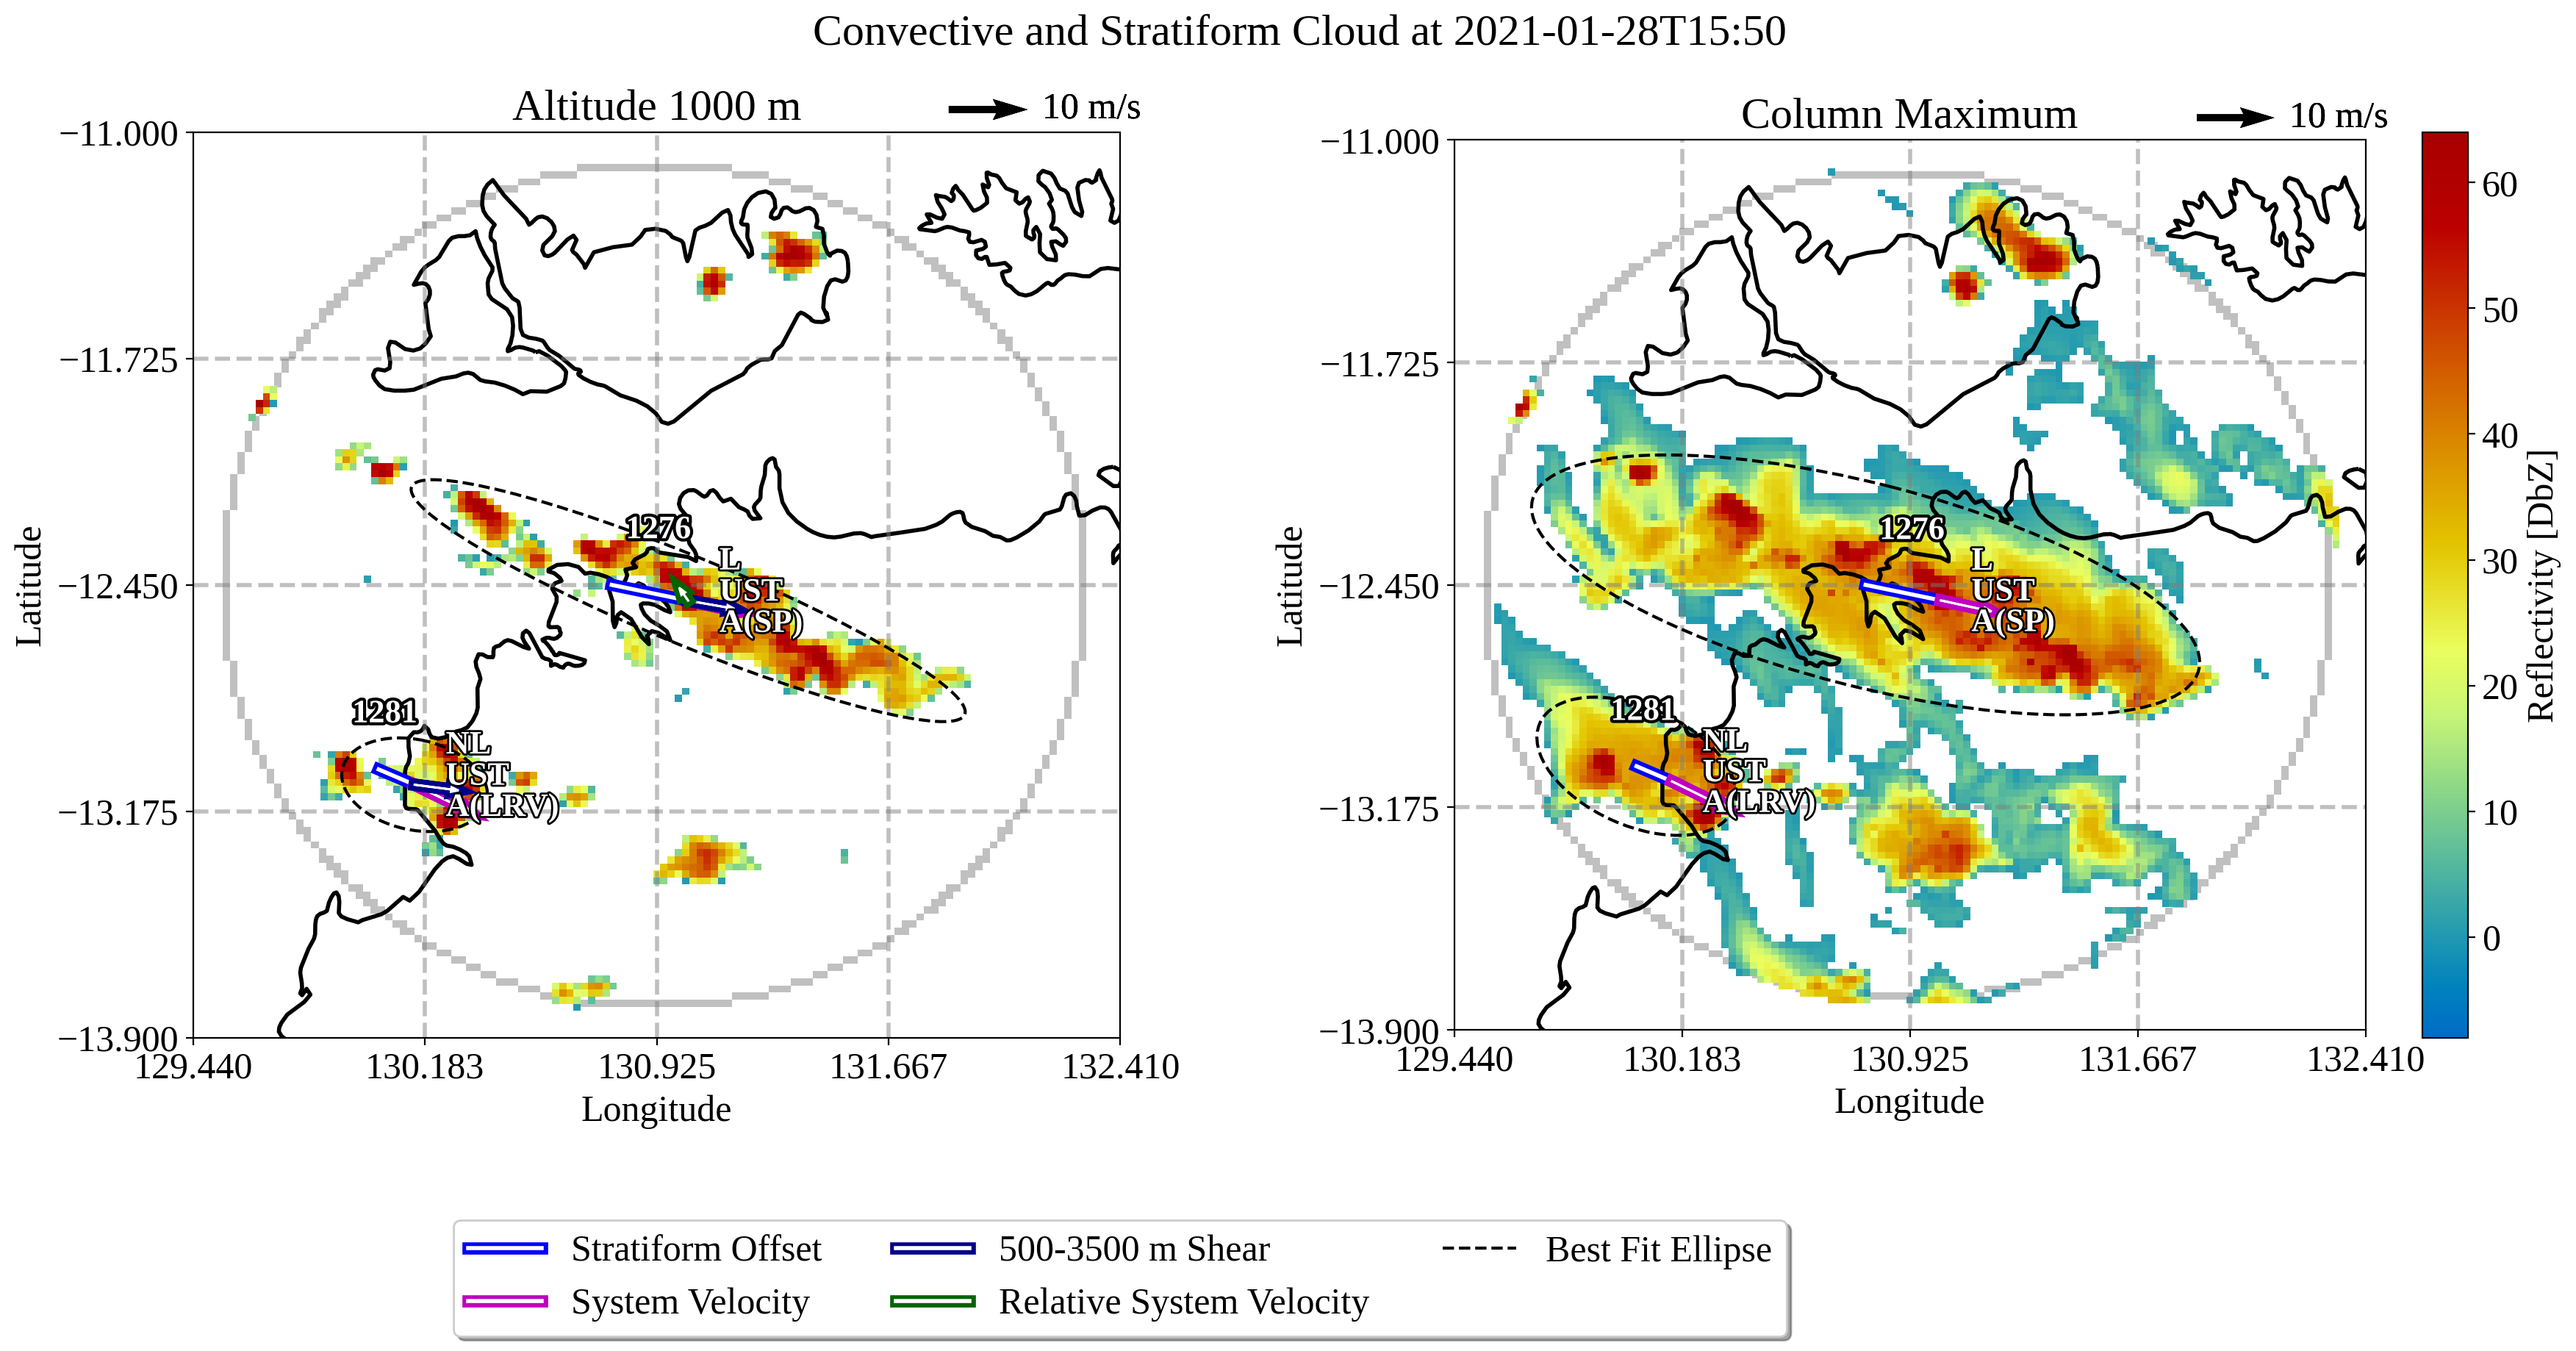 Convective and Stratiform Cloud at 2021-01-28T15:50
Altitude 1000 m
10 m/s
−11.000
−11.725
−12.450
−13.175
−13.900
129.440
130.183
130.925
131.667
132.410
Latitude
Longitude
1276
L
UST
A(SP)
1281
NL
UST
A(LRV)
Column Maximum
10 m/s
−11.000
−11.725
−12.450
−13.175
−13.900
129.440
130.183
130.925
131.667
132.410
Latitude
Longitude
1276
L
UST
A(SP)
1281
NL
UST
A(LRV)
60
50
40
30
20
10
0
Reflectivity [DbZ]
Stratiform Offset
System Velocity
500-3500 m Shear
Relative System Velocity
Best Fit Ellipse